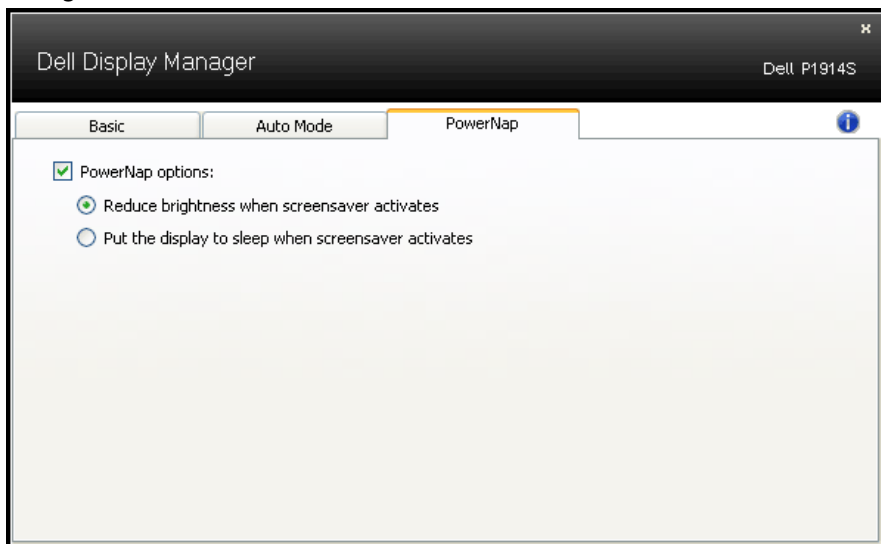 x
Dell Display Manager
Dell P1914S
Basic Auto Mode PowerNap i
PowerNap options:
Reduce brightness when screensaver activates
Put the display to sleep when screensaver activates